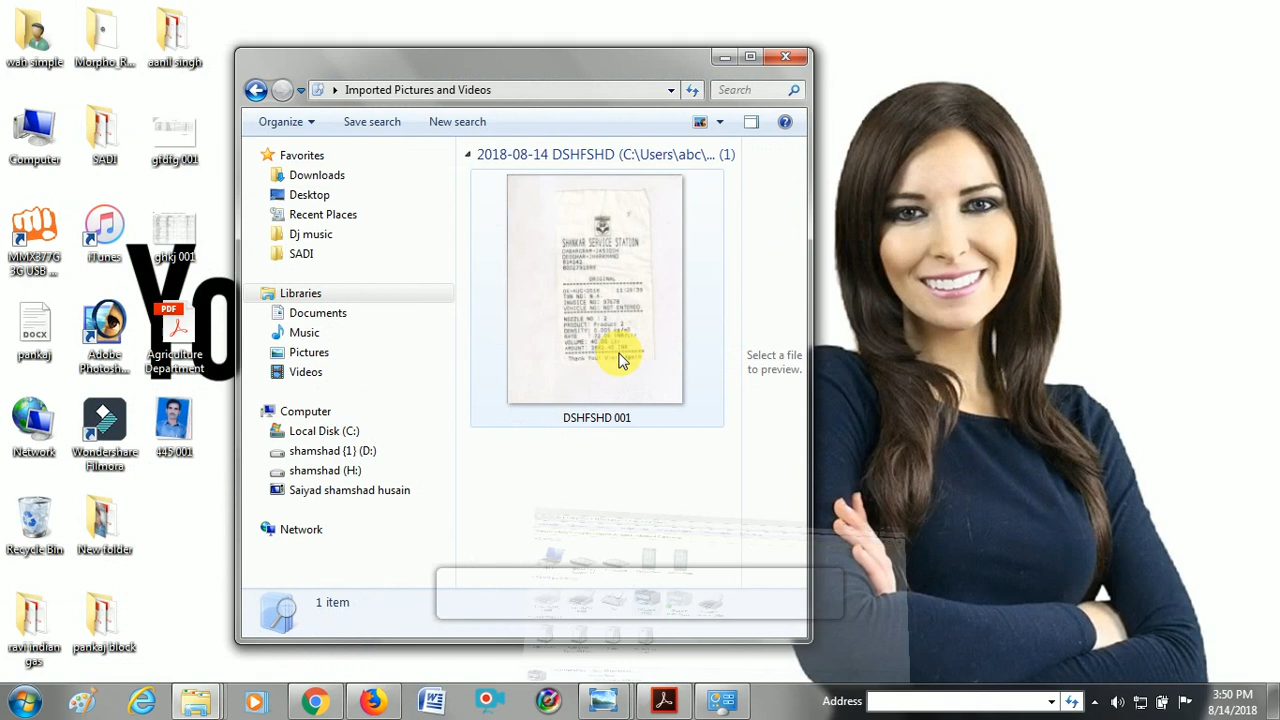 wah simple
Morpho_R...
aanil singh
Computer
SADI
gfdfg 001
MMX377G
3G USB ...
iTunes
ghkj 001
Yo
pankaj
Adobe
Photosh...
PDF
Agriculture
Department
DOCX
Network
Wondershare
Filmora
445 001
Recycle Bin
New folder
ravi indian
gas
pankaj block
Imported Pictures and Videos
Search
Organize
Save search
New search
Favorites
Downloads
Desktop
Recent Places
Dj music
SADI
Libraries
Documents
Music
Pictures
Videos
Computer
Local Disk (C:)
shamshad {1} (D:)
shamshad (H:)
Saiyad shamshad husain
Network
2018-08-14 DSHFSHD (C:\Users\abc\... (1)
SHANKAR SERVICE STATION
ORIGINAL
DSHFSHD 001
Select a file
to preview.
1 item
Address
3:50 PM
8/14/2018